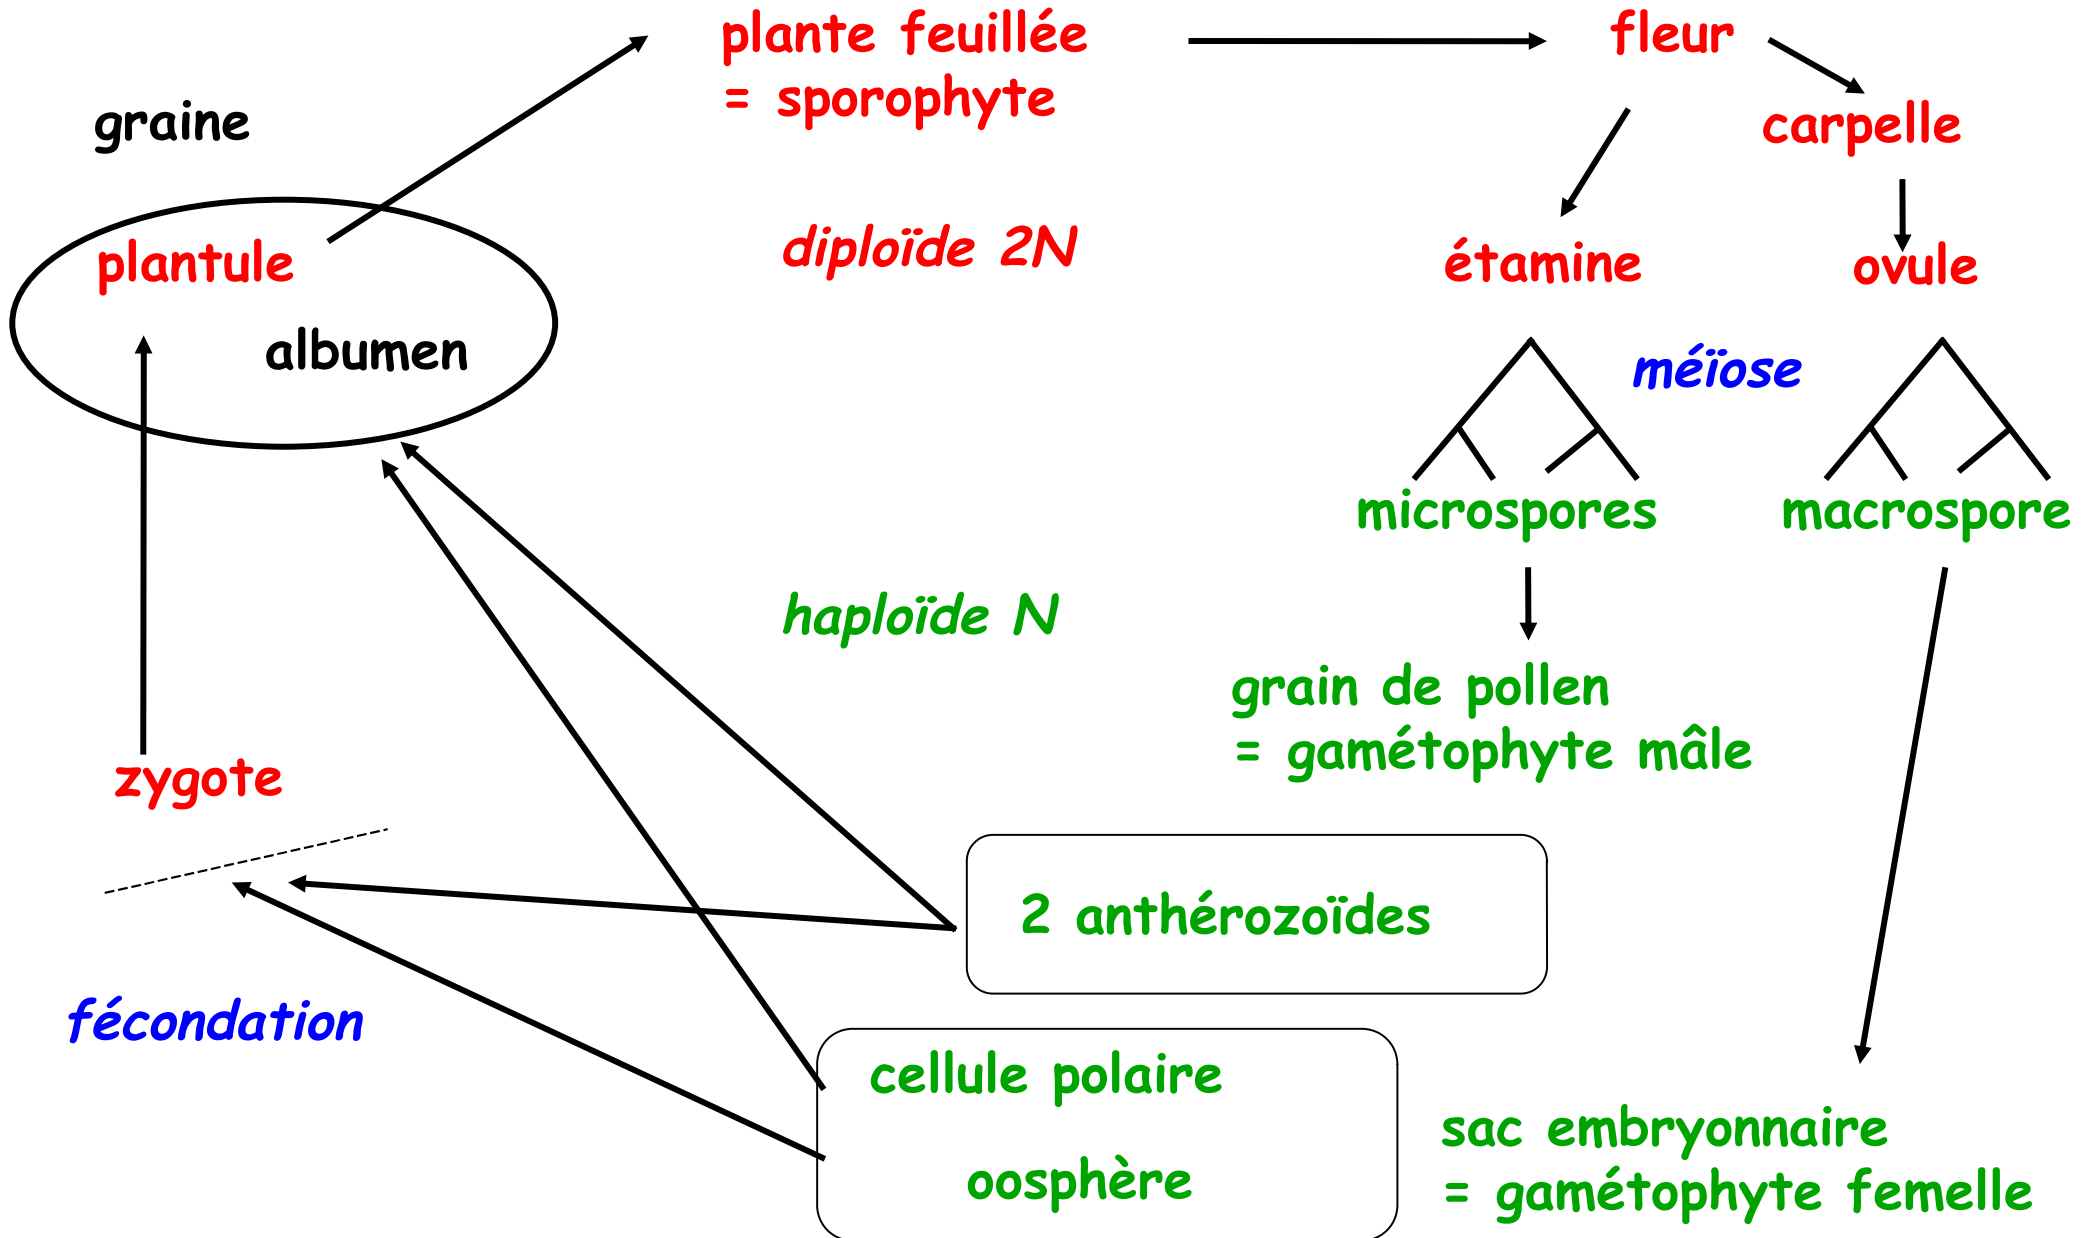 plante feuillée
= sporophyte
fleur
graine
carpelle
plantule
diploïde 2N
étamine
ovule
albumen
méïose
microspores
macrospore
haploïde N
grain de pollen
= gamétophyte mâle
zygote
2 anthérozoïdes
fécondation
cellule polaire
oosphère
sac embryonnaire
= gamétophyte femelle